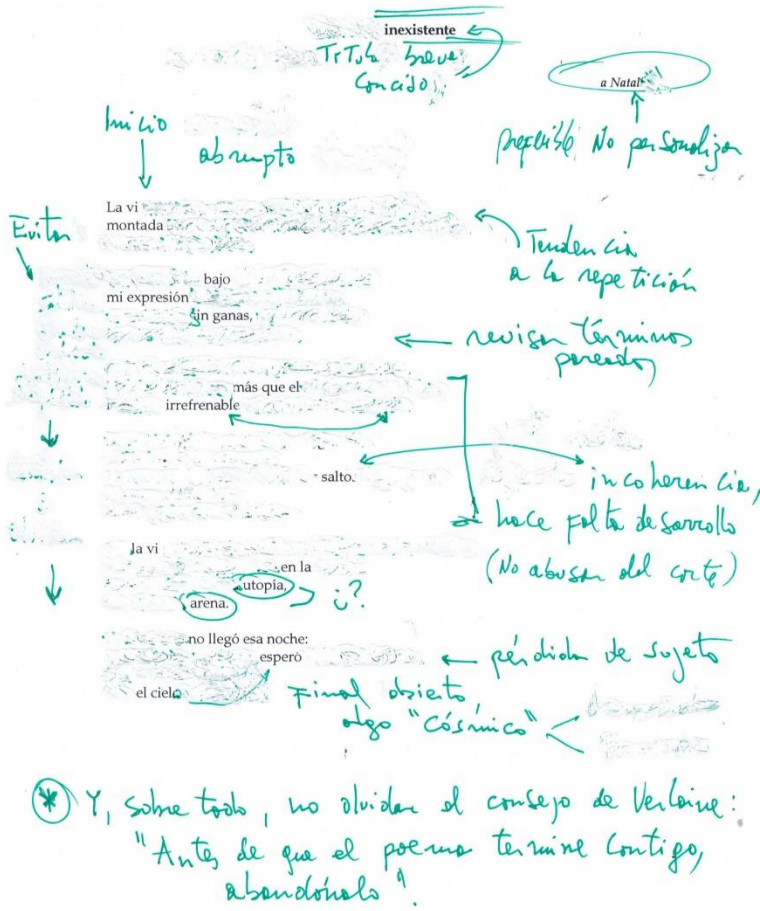 inexistente
Título breve,
conciso.
a Natal
Inicio
abrupto
preferible No personalizar
La vi
montada
Evitar
Tendencia
a la repetición
bajo
mi expresión
sin ganas,
revisar términos
pareados
más que el
irrefrenable
salto.
incoherencia,
hace falta desarrollo
(No abusar del corte)
la vi
en la
utopía,
arena.
¿?
no llegó esa noche:
esperó
pérdida de sujeto
el cielo
Final abierto,
algo "cósmico"
* Y, sobre todo, no olvidar el consejo de Verlaine:
"Antes de que el poema termine contigo,
abandónalo".